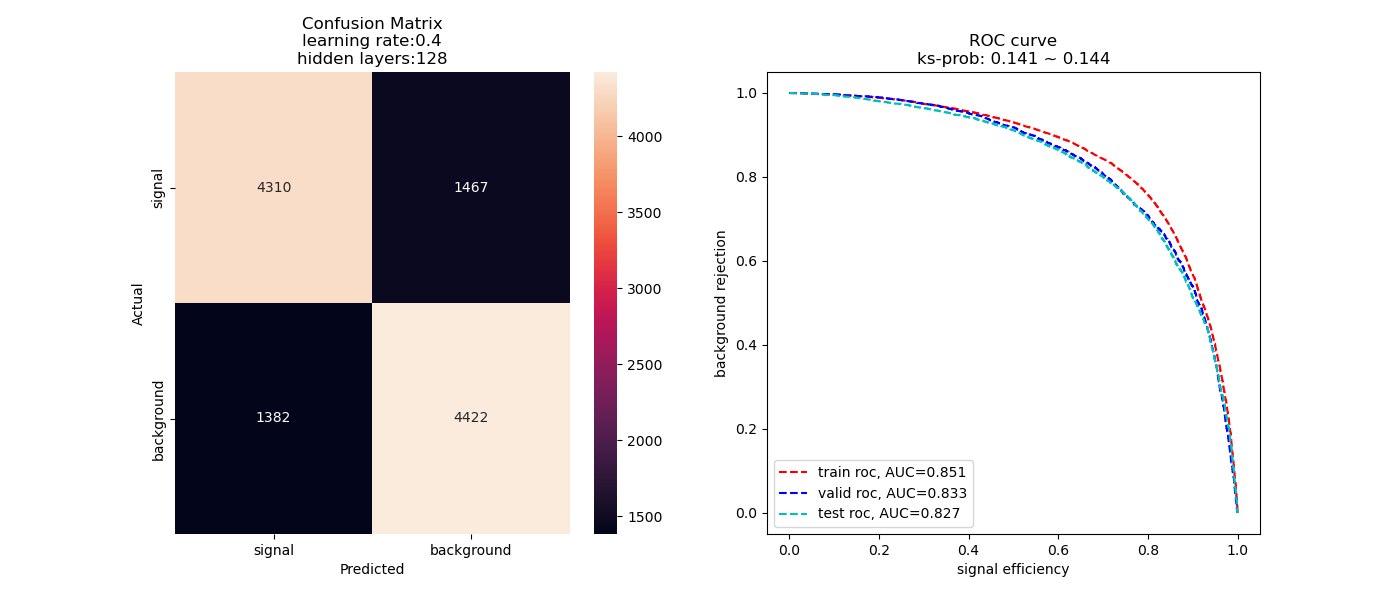 Confusion Matrix
learning rate:0.4
hidden layers:128
signal
background
Actual
4310
1467
1382
4422
signal
background
Predicted
4000
3500
3000
2500
2000
1500
ROC curve
ks-prob: 0.141 ~ 0.144
background rejection
1.0
0.8
0.6
0.4
0.2
0.0
train roc, AUC=0.851
valid roc, AUC=0.833
test roc, AUC=0.827
0.0
0.2
0.4
0.6
0.8
1.0
signal efficiency